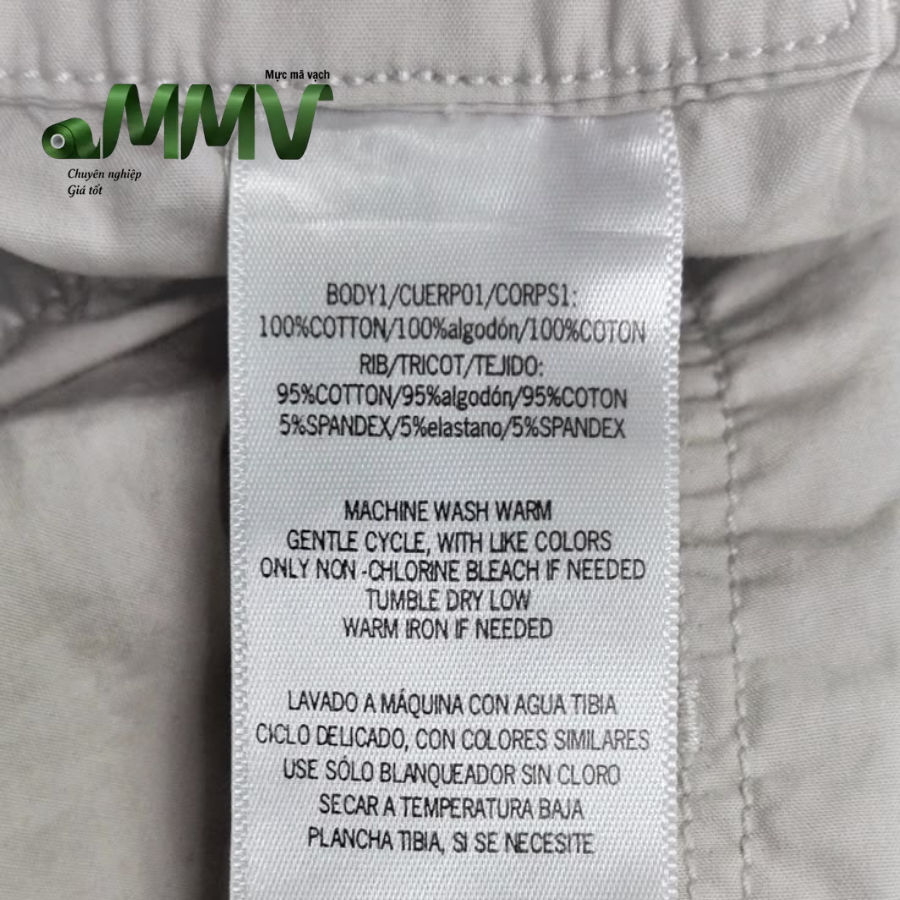 Mực mã vạch
MMV
Chuyên nghiệp
Giá tốt
BODY1/CUERPO1/CORPS1:
100%COTTON/100%algodón/100%COTON
RIB/TRICOT/TEJIDO:
95%COTTON/95%algodón/95%COTON
5%SPANDEX/5%elastano/5%SPANDEX
MACHINE WASH WARM
GENTLE CYCLE, WITH LIKE COLORS
ONLY NON -CHLORINE BLEACH IF NEEDED
TUMBLE DRY LOW
WARM IRON IF NEEDED
LAVADO A MÁQUINA CON AGUA TIBIA
CICLO DELICADO, CON COLORES SIMILARES
USE SÓLO BLANQUEADOR SIN CLORO
SECAR A TEMPERATURA BAJA
PLANCHA TIBIA, SI SE NECESITE